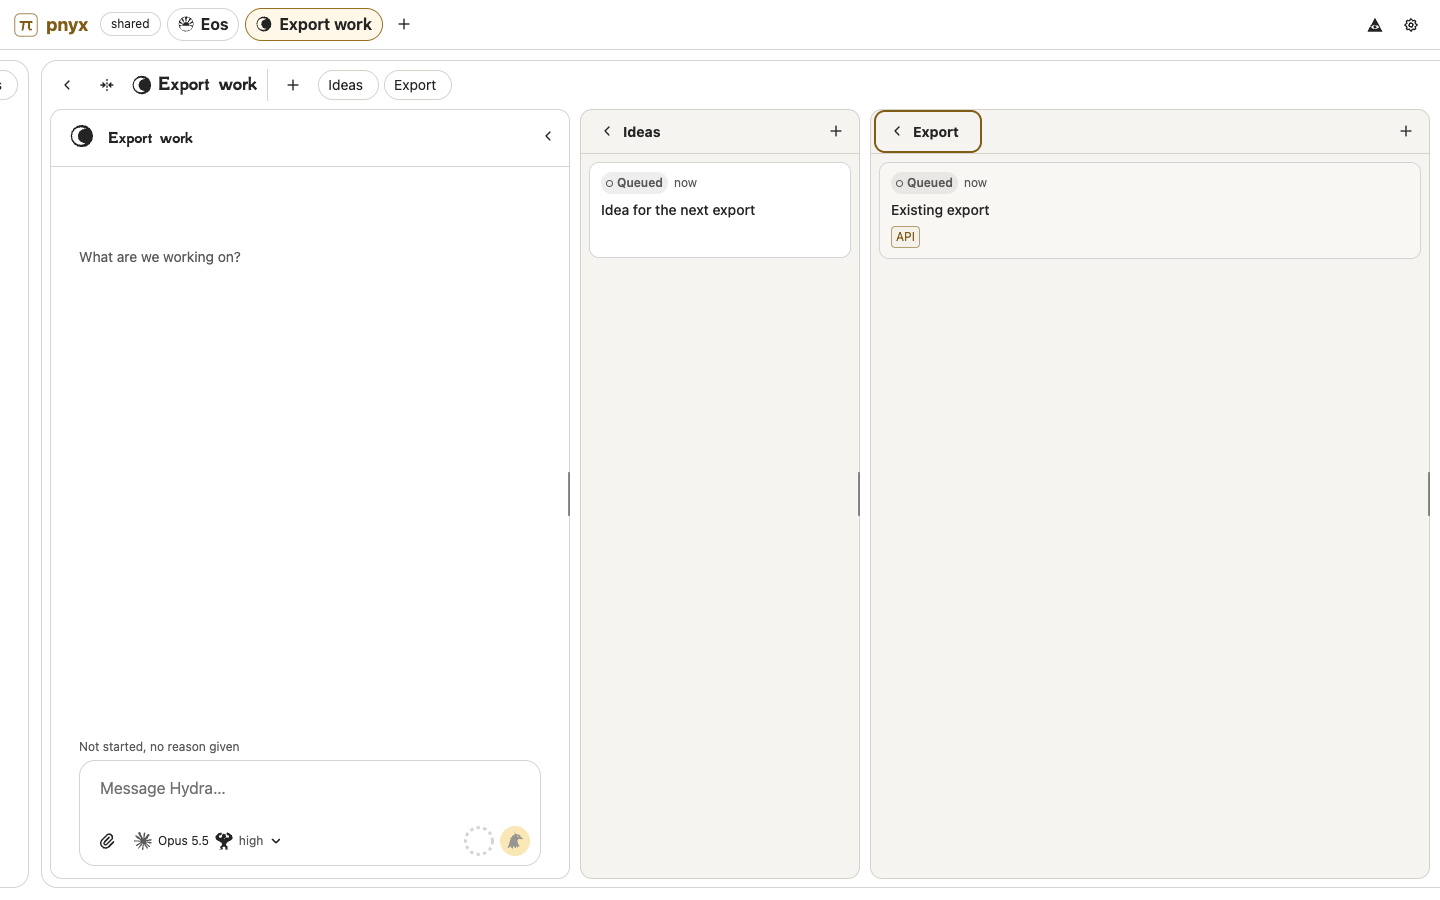 π pnyx shared Eos Export work
s
Export work Ideas Export
Export work
What are we working on?
Not started, no reason given
Message Hydra...
Opus 5.5 high
Ideas
Queued now
Idea for the next export
Export
Queued now
Existing export
API